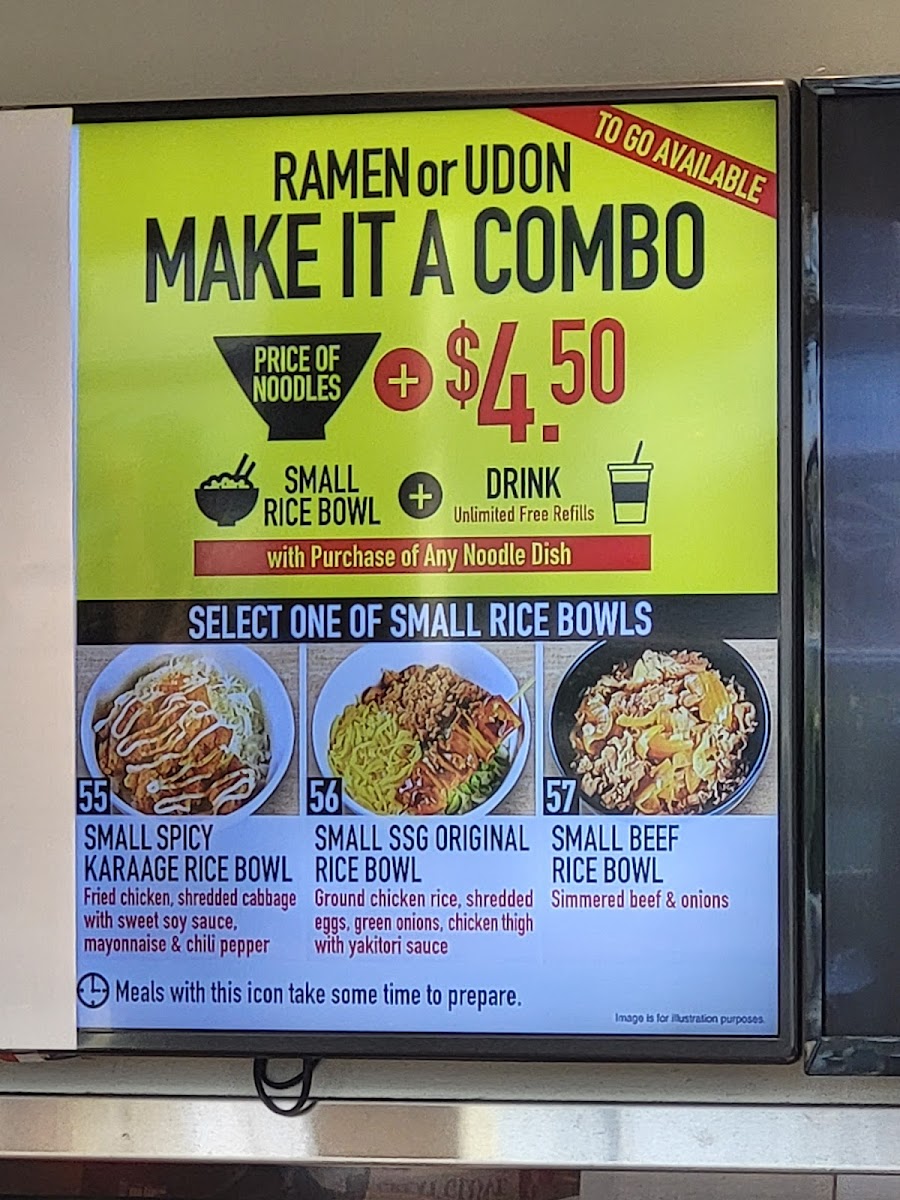 TO GO AVAILABLE
RAMEN or UDON
MAKE IT A COMBO
PRICE OF
NOODLES
+ $4.50
SMALL
RICE BOWL
+
DRINK
Unlimited Free Refills
with Purchase of Any Noodle Dish
SELECT ONE OF SMALL RICE BOWLS
55
SMALL SPICY
KARAAGE RICE BOWL
Fried chicken, shredded cabbage
with sweet soy sauce,
mayonnaise & chili pepper
56
SMALL SSG ORIGINAL
RICE BOWL
Ground chicken rice, shredded
eggs, green onions, chicken thigh
with yakitori sauce
57
SMALL BEEF
RICE BOWL
Simmered beef & onions
Meals with this icon take some time to prepare.
Image is for illustration purposes.